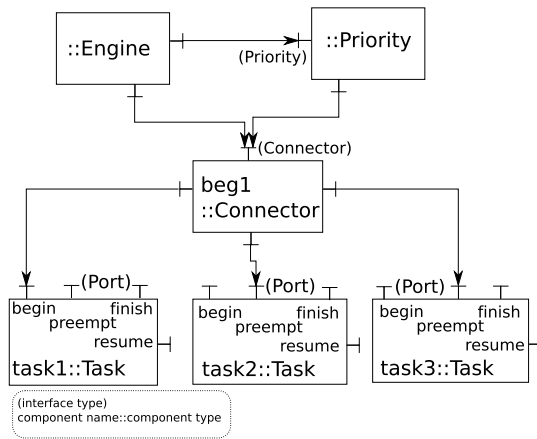 ::Engine
::Priority
(Priority)
(Connector)
beg1
::Connector
(Port)
(Port)
(Port)
begin
finish
preempt
resume
task1::Task
begin
finish
preempt
resume
task2::Task
begin
finish
preempt
resume
task3::Task
(interface type)
component name::component type